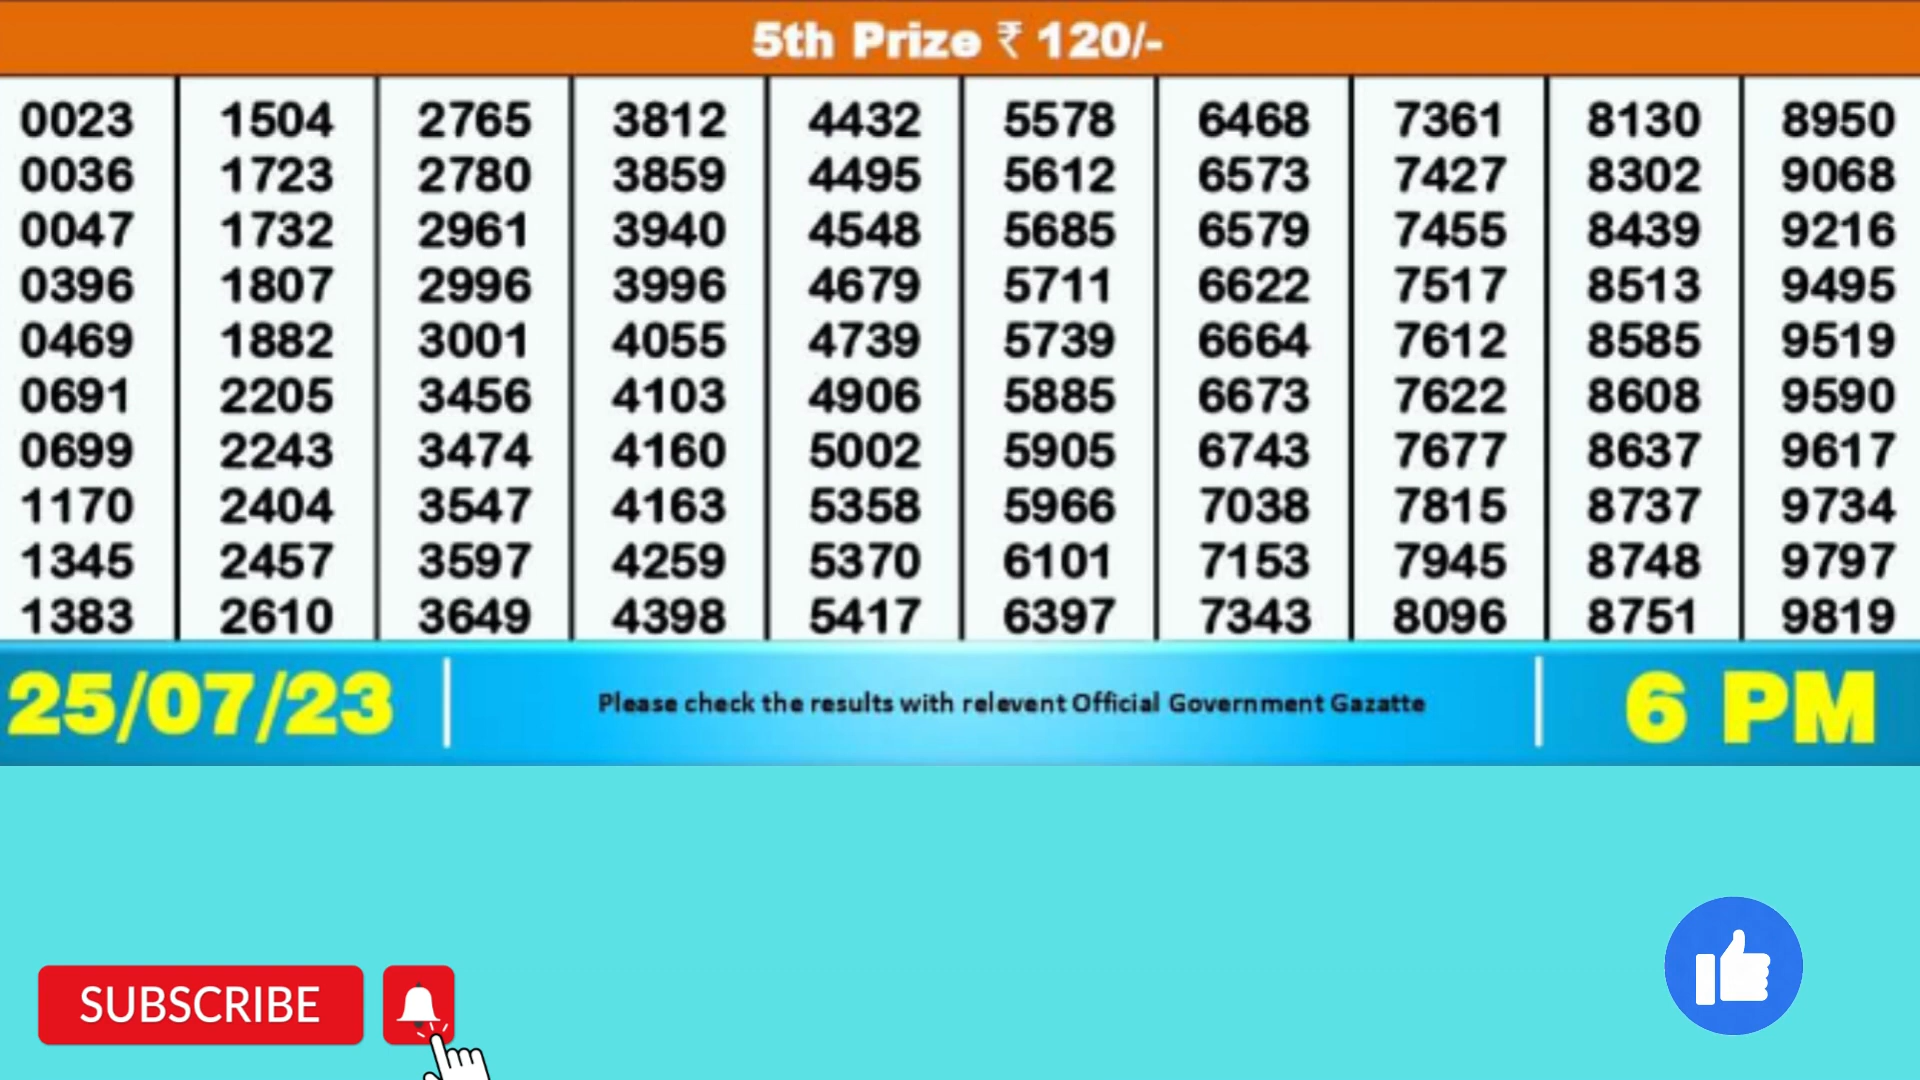 5th Prize ₹ 120/-
0023 1504 2765 3812 4432 5578 6468 7361 8130 8950
0036 1723 2780 3859 4495 5612 6573 7427 8302 9068
0047 1732 2961 3940 4548 5685 6579 7455 8439 9216
0396 1807 2996 3996 4679 5711 6622 7517 8513 9495
0469 1882 3001 4055 4739 5739 6664 7612 8585 9519
0691 2205 3456 4103 4906 5885 6673 7622 8608 9590
0699 2243 3474 4160 5002 5905 6743 7677 8637 9617
1170 2404 3547 4163 5358 5966 7038 7815 8737 9734
1345 2457 3597 4259 5370 6101 7153 7945 8748 9797
1383 2610 3649 4398 5417 6397 7343 8096 8751 9819
25/07/23 Please check the results with relevent Official Government Gazatte 6 PM
SUBSCRIBE